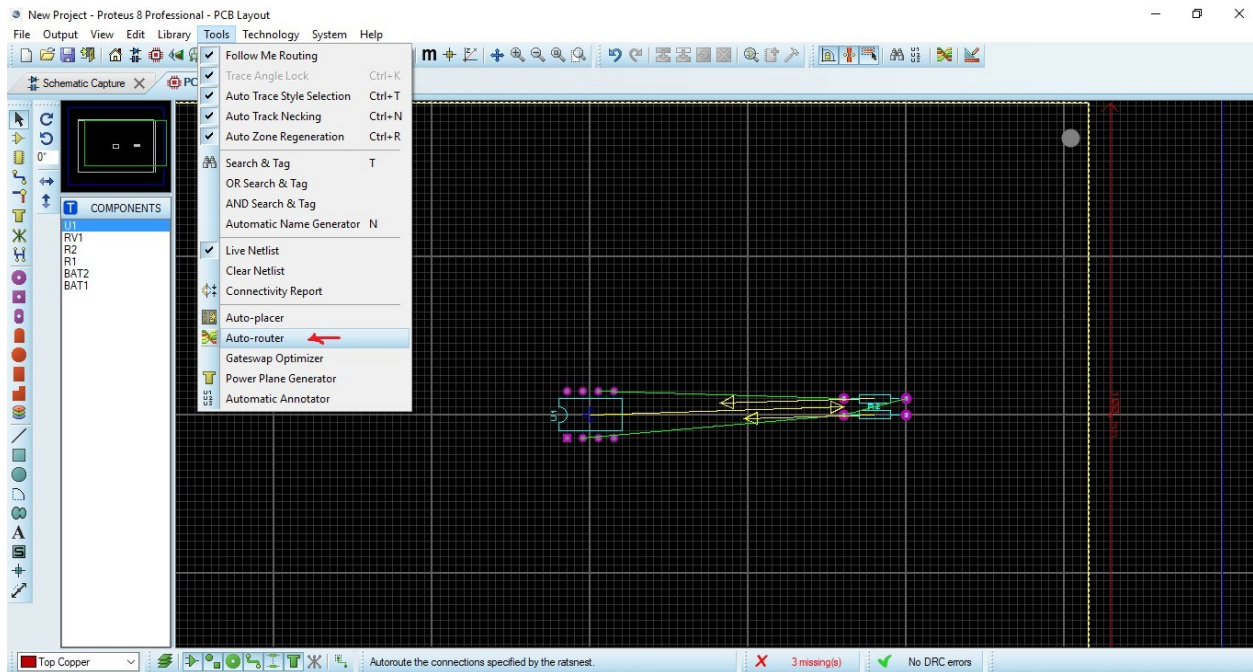 New Project - Proteus 8 Professional - PCB Layout
File Output View Edit Library Tools Technology System Help
Schematic Capture
PC
Follow Me Routing
Trace Angle Lock Ctrl+K
Auto Trace Style Selection Ctrl+T
Auto Track Necking Ctrl+N
Auto Zone Regeneration Ctrl+R
Search & Tag T
OR Search & Tag
AND Search & Tag
Automatic Name Generator N
Live Netlist
Clear Netlist
Connectivity Report
Auto-placer
Auto-router
Gateswap Optimizer
Power Plane Generator
Automatic Annotator
0°
T COMPONENTS
U1
RV1
R2
R1
BAT2
BAT1
U1
Top Copper
Autoroute the connections specified by the ratsnest.
3 missing(s)
No DRC errors